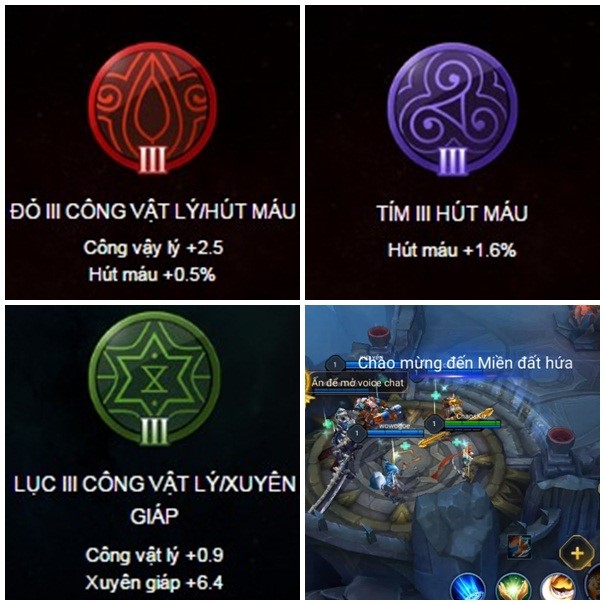 III
ĐỎ III CÔNG VẬT LÝ/HÚT MÁU
Công vậy lý +2.5
Hút máu +0.5%
III
TÍM III HÚT MÁU
Hút máu +1.6%
III
LỤC III CÔNG VẬT LÝ/XUYÊN
GIÁP
Công vật lý +0.9
Xuyên giáp +6.4
Chào mừng đến Miền đất hứa
1
Ấn để mở voice chat
1
wowogoe
1